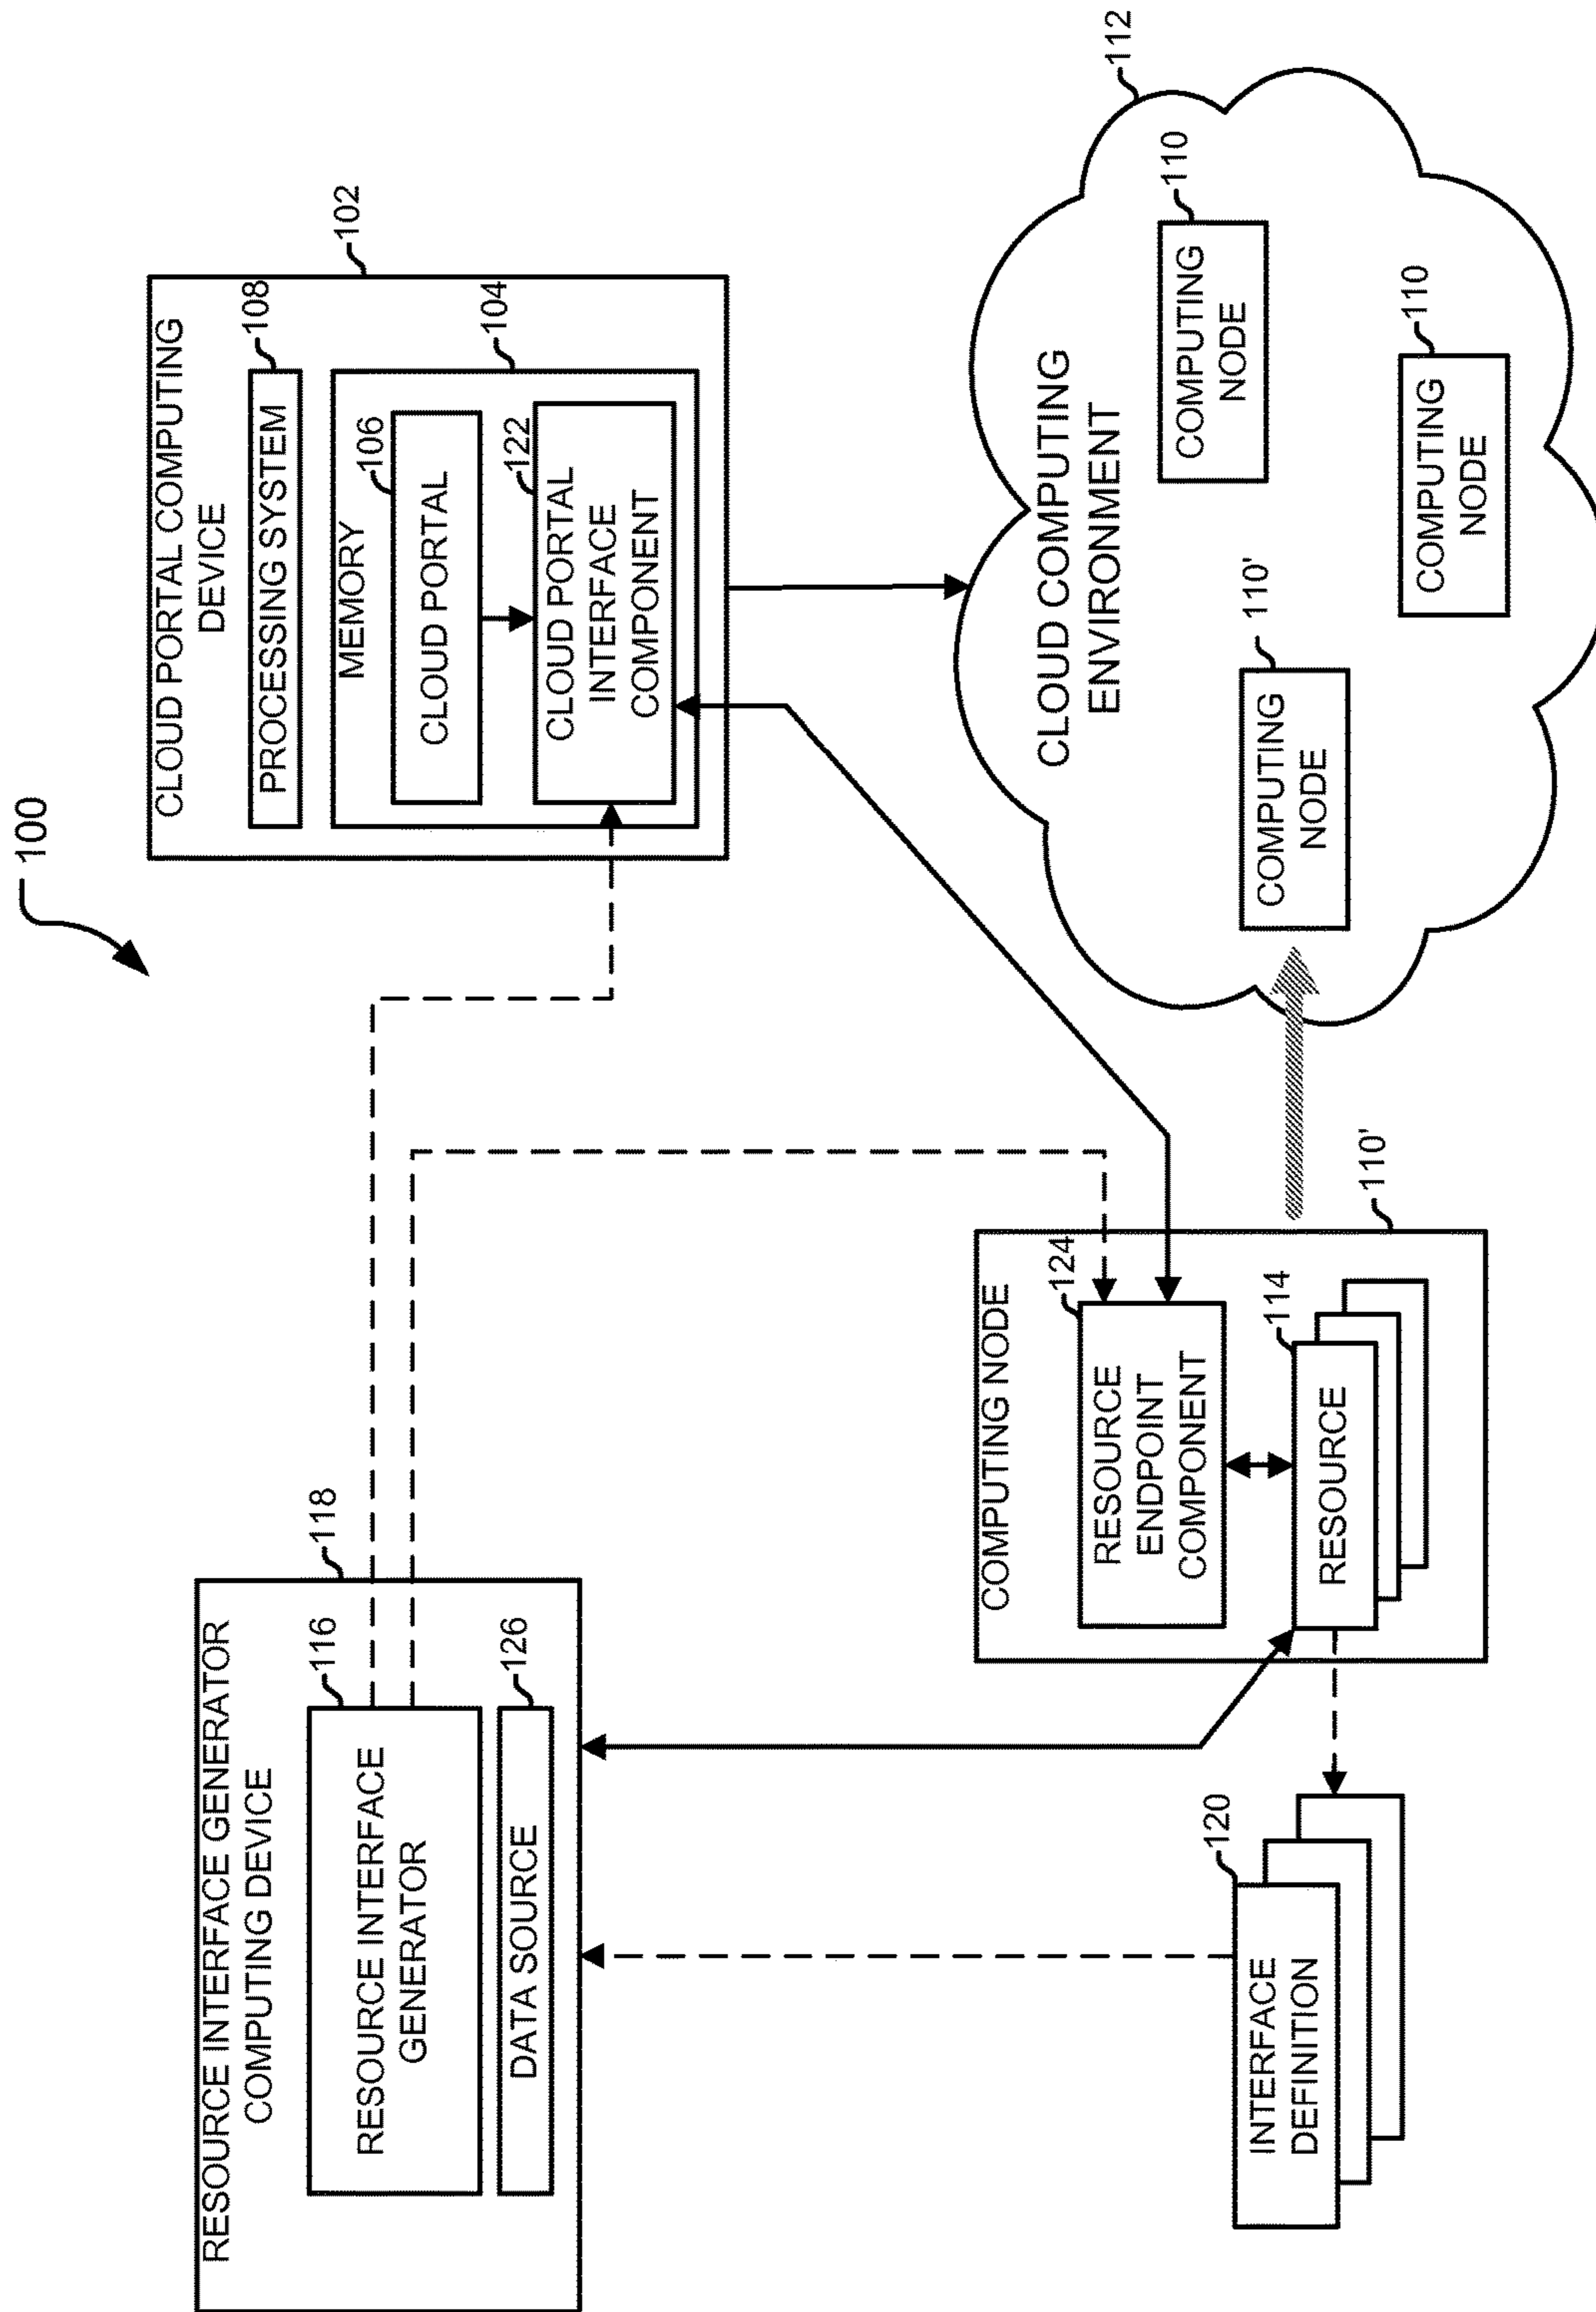 100
RESOURCE INTERFACE GENERATOR
COMPUTING DEVICE
118
RESOURCE INTERFACE
GENERATOR
116
DATA SOURCE
126
CLOUD PORTAL COMPUTING
DEVICE
102
PROCESSING SYSTEM
108
MEMORY
104
CLOUD PORTAL
106
CLOUD PORTAL
INTERFACE
COMPONENT
122
INTERFACE
DEFINITION
120
COMPUTING NODE
110'
RESOURCE
ENDPOINT
COMPONENT
124
RESOURCE
114
CLOUD COMPUTING
ENVIRONMENT
112
COMPUTING
NODE
110'
COMPUTING
NODE
110
COMPUTING
NODE
110